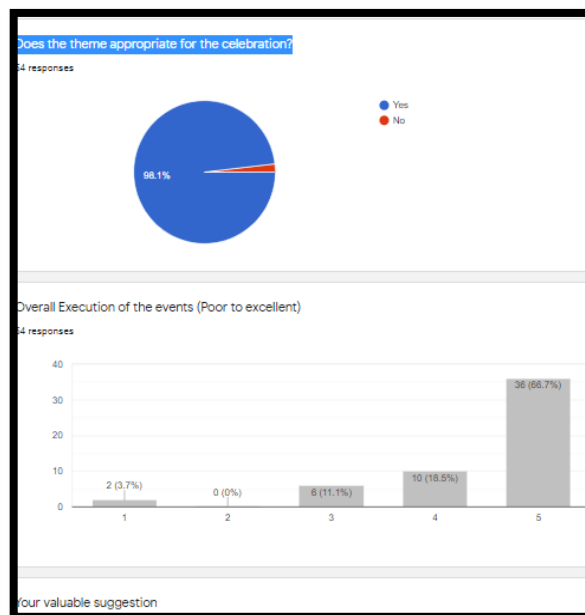 Does the theme appropriate for the celebration?
54 responses
Yes
No
98.1%
Overall Execution of the events (Poor to excellent)
54 responses
40
30
20
10
0
2 (3.7%)
0 (0%)
6 (11.1%)
10 (18.5%)
36 (66.7%)
1
2
3
4
5
Your valuable suggestion